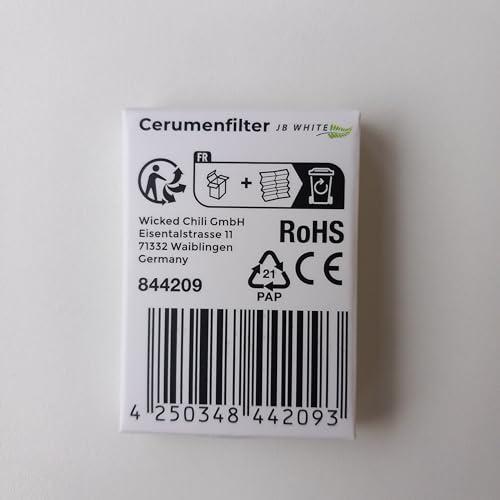 Cerumenfilter JB WHITE
FR
+
Wicked Chili GmbH
Eisentalstrasse 11
71332 Waiblingen
Germany
RoHS
844209
21
PAP
CE
4 250348 442093